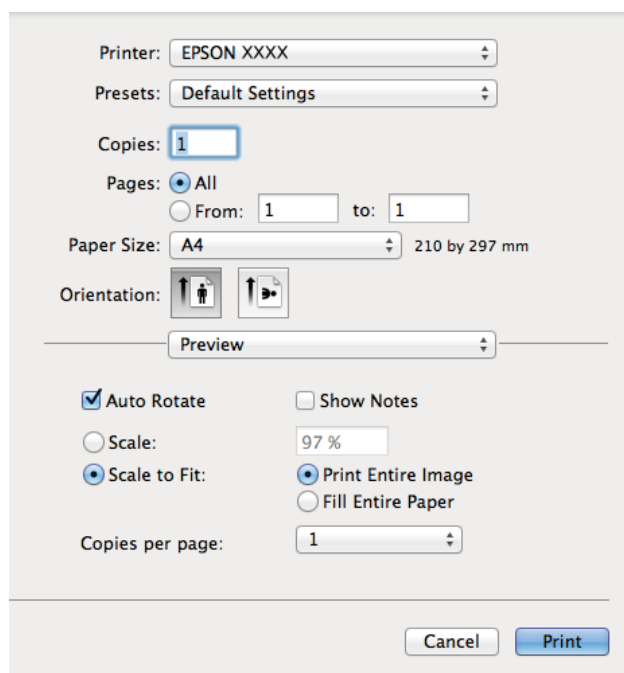 Printer: EPSON XXXX
Presets: Default Settings
Copies: 1
Pages: All
From: 1 to: 1
Paper Size: A4 210 by 297 mm
Orientation:
Preview
Auto Rotate Show Notes
Scale: 97 %
Scale to Fit: Print Entire Image
Fill Entire Paper
Copies per page: 1
Cancel Print